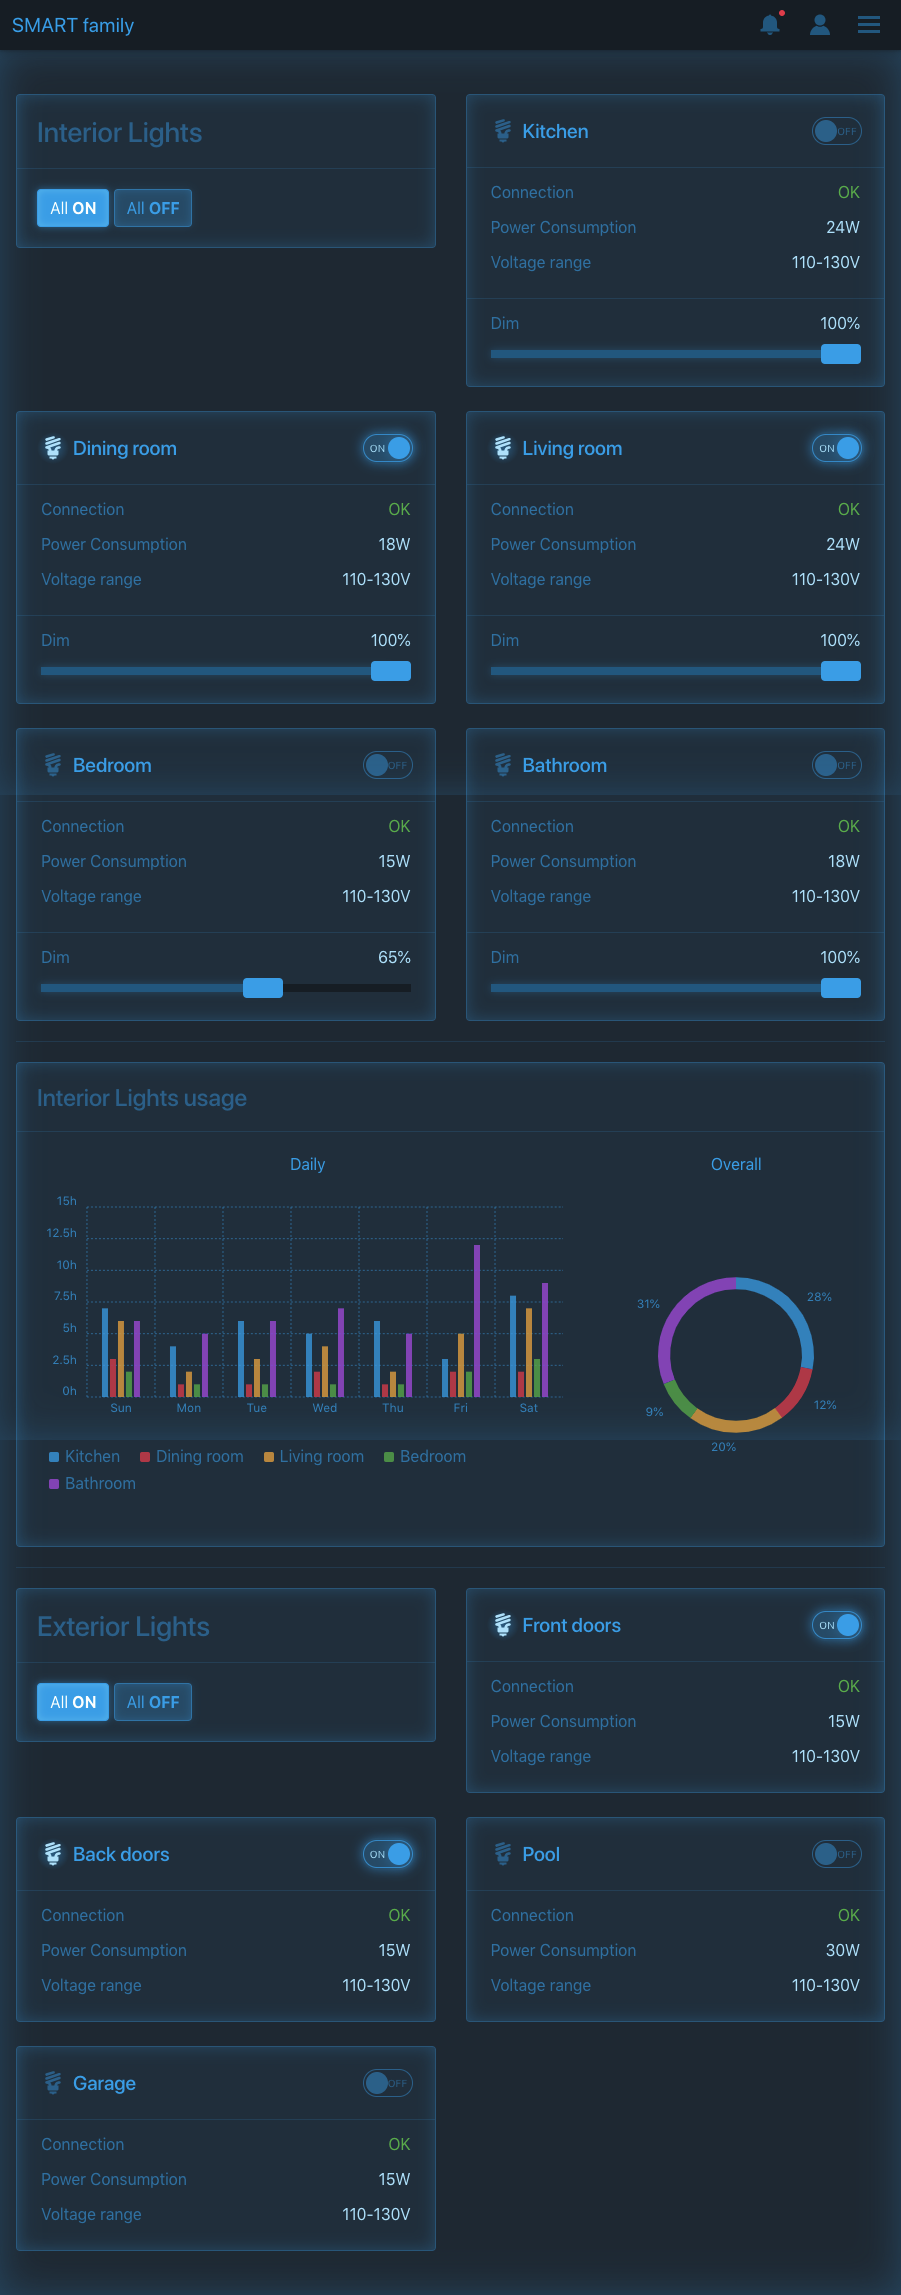 SMART family
Interior Lights
All ON All OFF
Kitchen OFF
Connection OK
Power Consumption 24W
Voltage range 110-130V
Dim 100%
Dining room ON
Connection OK
Power Consumption 18W
Voltage range 110-130V
Dim 100%
Living room ON
Connection OK
Power Consumption 24W
Voltage range 110-130V
Dim 100%
Bedroom OFF
Connection OK
Power Consumption 15W
Voltage range 110-130V
Dim 65%
Bathroom OFF
Connection OK
Power Consumption 18W
Voltage range 110-130V
Dim 100%
Interior Lights usage
Daily
15h
12.5h
10h
7.5h
5h
2.5h
0h
Sun Mon Tue Wed Thu Fri Sat
Kitchen Dining room Living room Bedroom
Bathroom
Overall
31% 28%
9% 12%
20%
Exterior Lights
All ON All OFF
Front doors ON
Connection OK
Power Consumption 15W
Voltage range 110-130V
Back doors ON
Connection OK
Power Consumption 15W
Voltage range 110-130V
Pool OFF
Connection OK
Power Consumption 30W
Voltage range 110-130V
Garage OFF
Connection OK
Power Consumption 15W
Voltage range 110-130V